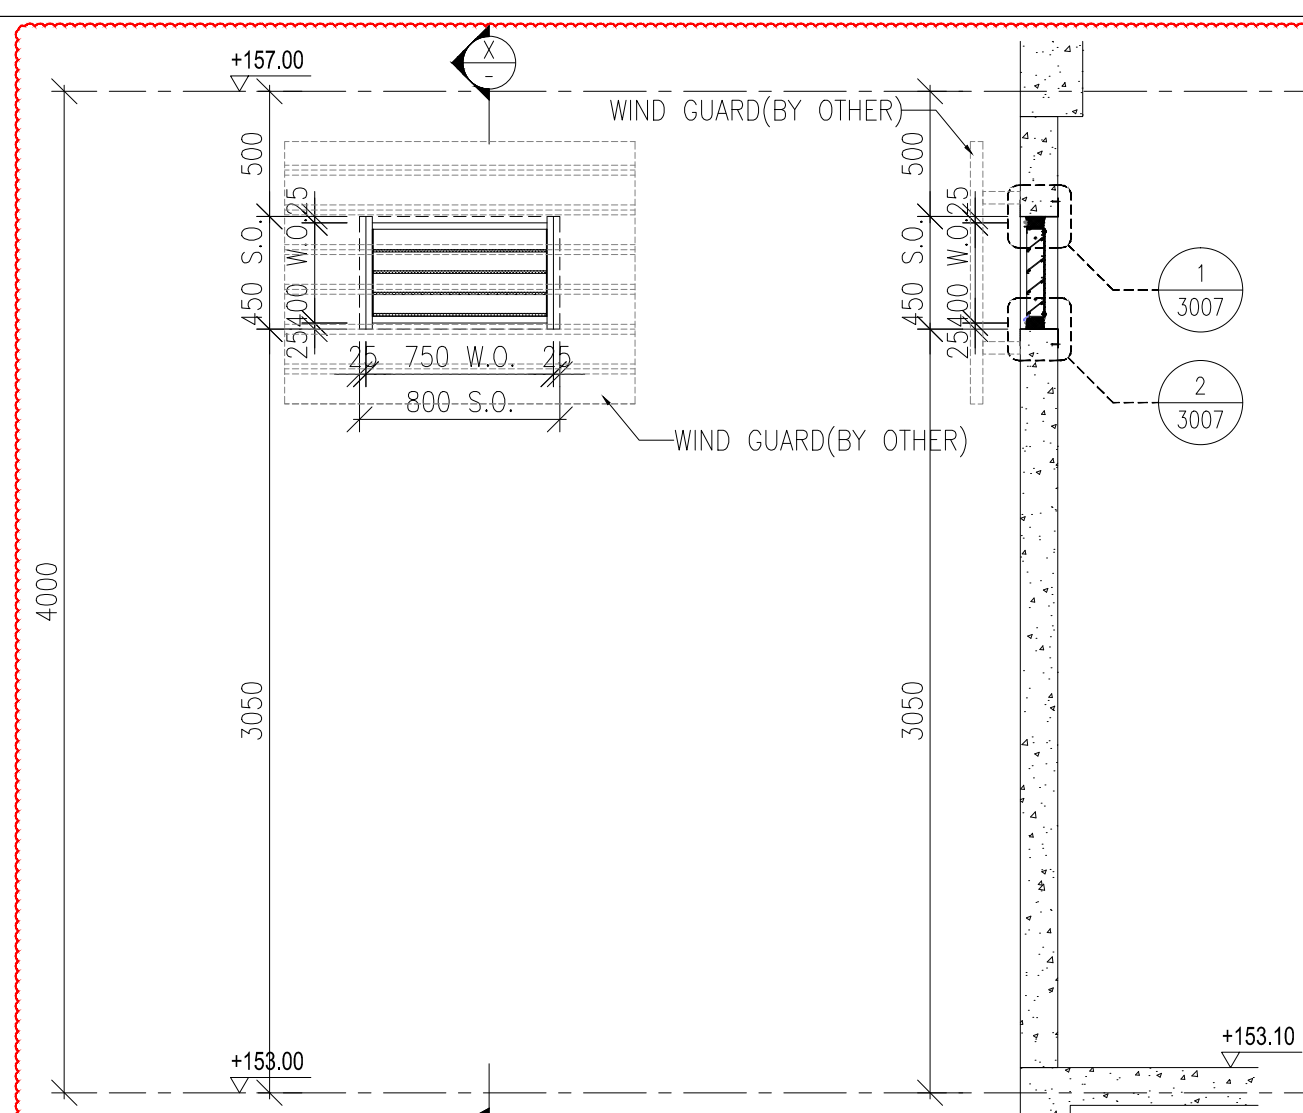 +157.00
X
-
WIND GUARD(BY OTHER)
500
500
25
25
450 S.O.
400 W.O.
450 S.O.
400 W.O.
25
25
1
3007
25 750 W.O. 25
800 S.O.
2
3007
WIND GUARD(BY OTHER)
4000
3050
3050
+153.10
+153.00